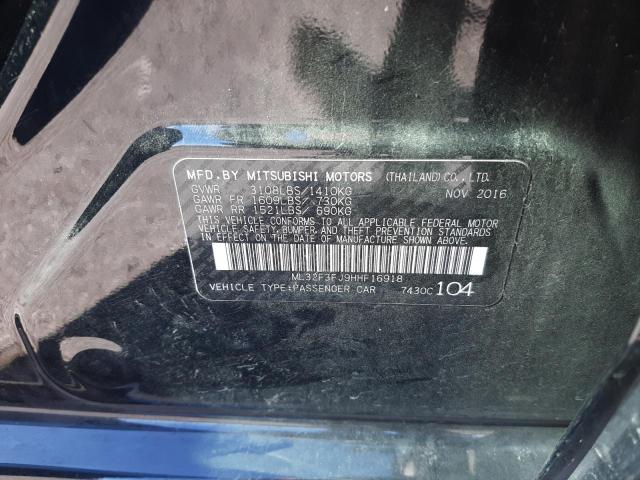 MFD.BY MITSUBISHI MOTORS (THAILAND)CO.,LTD.
GVWR 3108LBS/1410KG NOV 2016
GAWR FR 1609LBS/ 730KG
GAWR RR 1521LBS/ 690KG
THIS VEHICLE CONFORMS TO ALL APPLICABLE FEDERAL MOTOR
VEHICLE SAFETY,BUMPER,AND THEFT PREVENTION STANDARDS
IN EFFECT ON THE DATE OF MANUFACTURE SHOWN ABOVE.
ML32F3FJ9HHF16918
VEHICLE TYPE:PASSENGER CAR 7430C 104